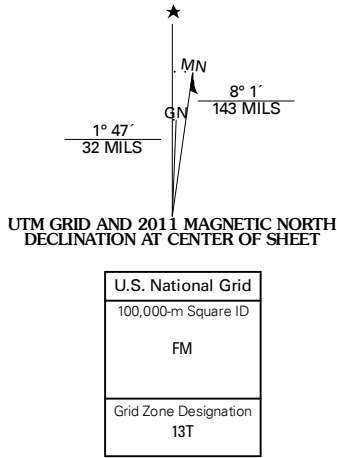 ★
MN
8° 1´
143 MILS
GN
1° 47´
32 MILS
UTM GRID AND 2011 MAGNETIC NORTH
DECLINATION AT CENTER OF SHEET
U.S. National Grid
100,000-m Square ID
FM
Grid Zone Designation
13T